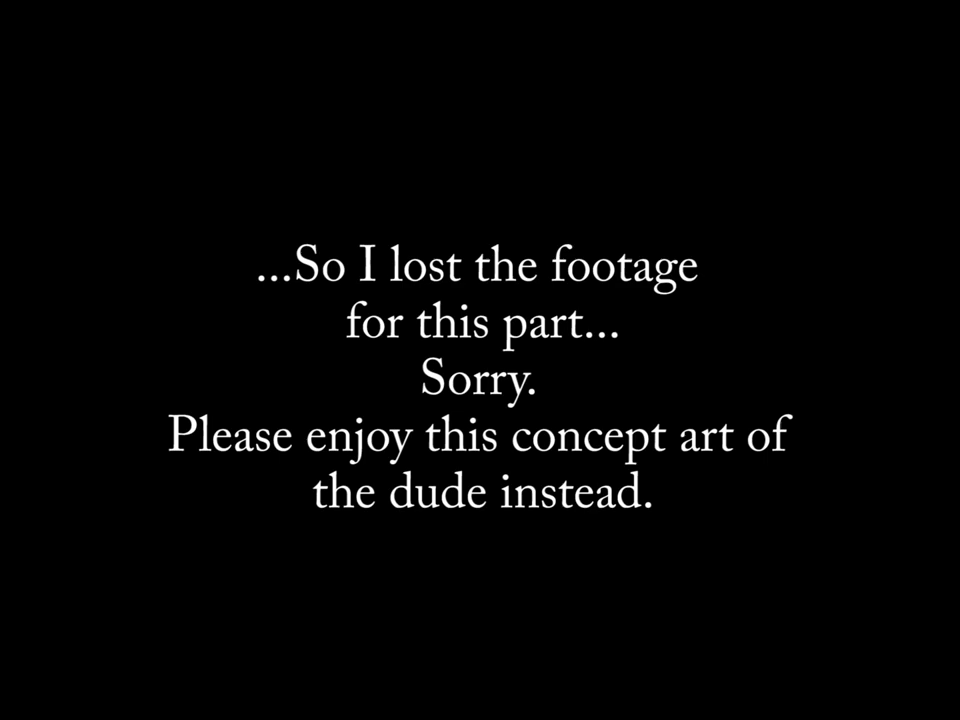 ...So I lost the footage
for this part...
Sorry.
Please enjoy this concept art of
the dude instead.